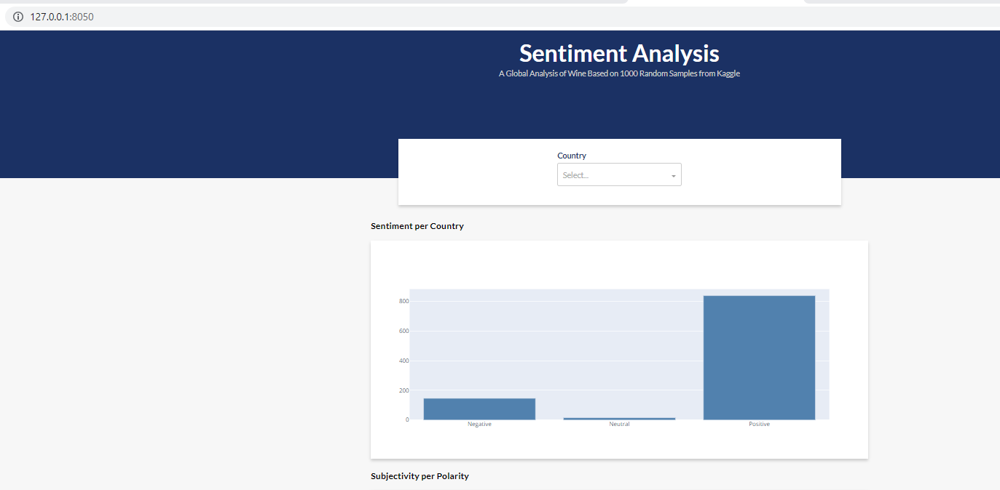 127.0.0.1:8050
Sentiment Analysis
A Global Analysis of Wine Based on 1000 Random Samples from Kaggle
Country
Select...
Sentiment per Country
800
600
400
200
0
Negative Neutral Positive
Subjectivity per Polarity